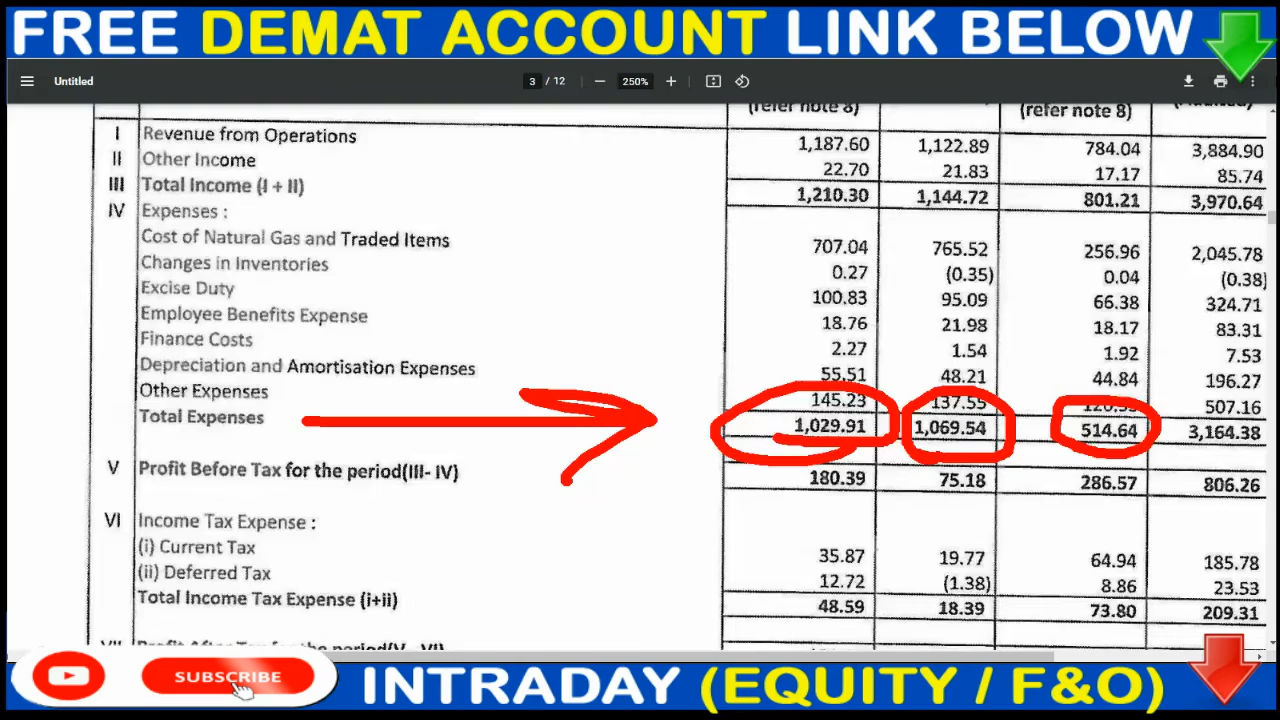 FREE DEMAT ACCOUNT LINK BELOW
Untitled
3 / 12
250%
(refer note 8) (refer note 8) (Audited)
I Revenue from Operations 1,187.60 1,122.89 784.04 3,884.90
II Other Income 22.70 21.83 17.17 85.74
III Total Income (I + II) 1,210.30 1,144.72 801.21 3,970.64
IV Expenses :
Cost of Natural Gas and Traded Items 707.04 765.52 256.96 2,045.78
Changes in Inventories 0.27 (0.35) 0.04 (0.38)
Excise Duty 100.83 95.09 66.38 324.71
Employee Benefits Expense 18.76 21.98 18.17 83.31
Finance Costs 2.27 1.54 1.92 7.53
Depreciation and Amortisation Expenses 55.51 48.21 44.84 196.27
Other Expenses 145.23 137.55 507.16
Total Expenses 1,029.91 1,069.54 514.64 3,164.38
V Profit Before Tax for the period(III- IV) 180.39 75.18 286.57 806.26
VI Income Tax Expense :
(i) Current Tax 35.87 19.77 64.94 185.78
(ii) Deferred Tax 12.72 (1.38) 8.86 23.53
Total Income Tax Expense (i+ii) 48.59 18.39 73.80 209.31
VII Profit After Tax for the period(V - VI)
SUBSCRIBE
INTRADAY (EQUITY / F&O)